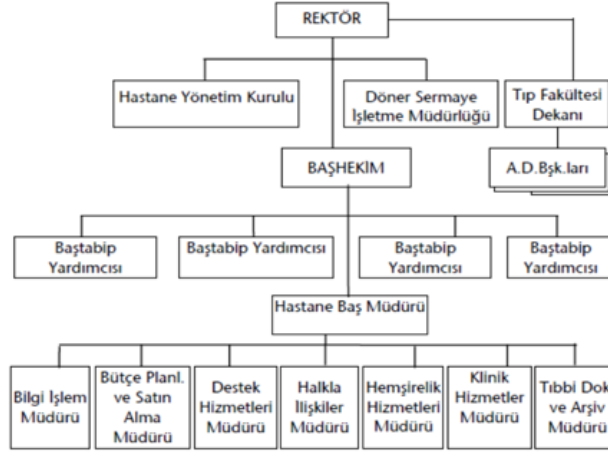 REKTÖR
Hastane Yönetim Kurulu
Döner Sermaye
İşletme Müdürlüğü
Tıp Fakültesi
Dekanı
BAŞHEKİM
A.D.Bşk.ları
Baştabip
Yardımcısı
Baştabip Yardımcısı
Baştabip
Yardımcısı
Baştabip
Yardımcısı
Hastane Baş Müdürü
Bilgi İşlem
Müdürü
Bütçe Planl.
ve Satın
Alma
Müdürü
Destek
Hizmetleri
Müdürü
Halkla
İlişkiler
Müdürü
Hemşirelik
Hizmetleri
Müdürü
Klinik
Hizmetler
Müdürü
Tıbbi Dok
ve Arşiv
Müdürü